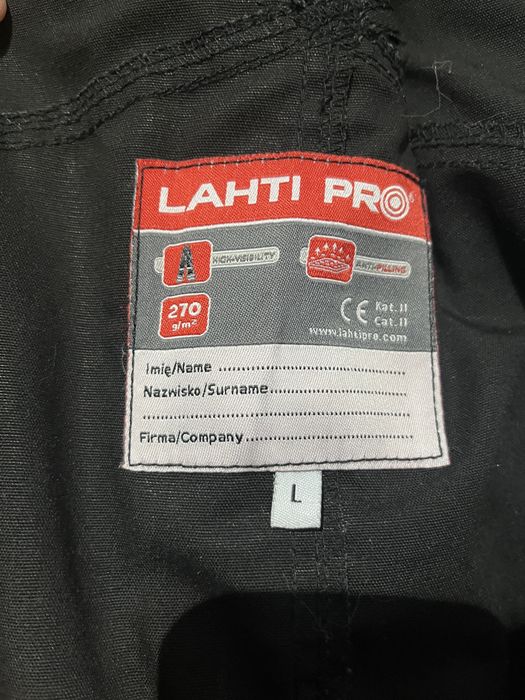 LAHTI PRO®
HIGH-VISIBILITY
ANTI-PILLING
270
g/m²
CE Kat. II
Cat. II
www.lahtipro.com
Imię/Name
Nazwisko/Surname
Firma/Company
L